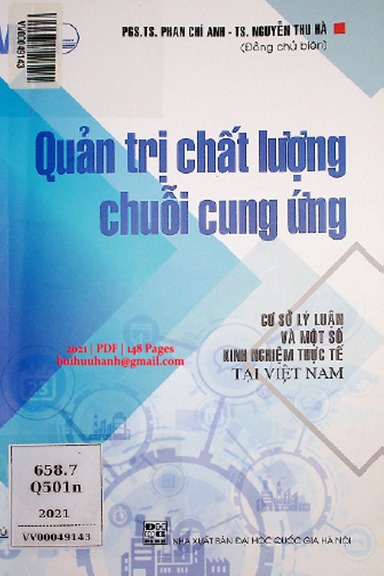 VV00049143
PGS.TS. PHAN CHÍ ANH - TS. NGUYỄN THU HÀ
(Đồng chủ biên)
Quản trị chất lượng
chuỗi cung ứng
CƠ SỞ LÝ LUẬN
VÀ MỘT SỐ
KINH NGHIỆM THỰC TẾ
TẠI VIỆT NAM
2021 | PDF | 148 Pages
buihuuhanh@gmail.com
658.7
Q501n
2021
VV00049143
NHÀ XUẤT BẢN ĐẠI HỌC QUỐC GIA HÀ NỘI